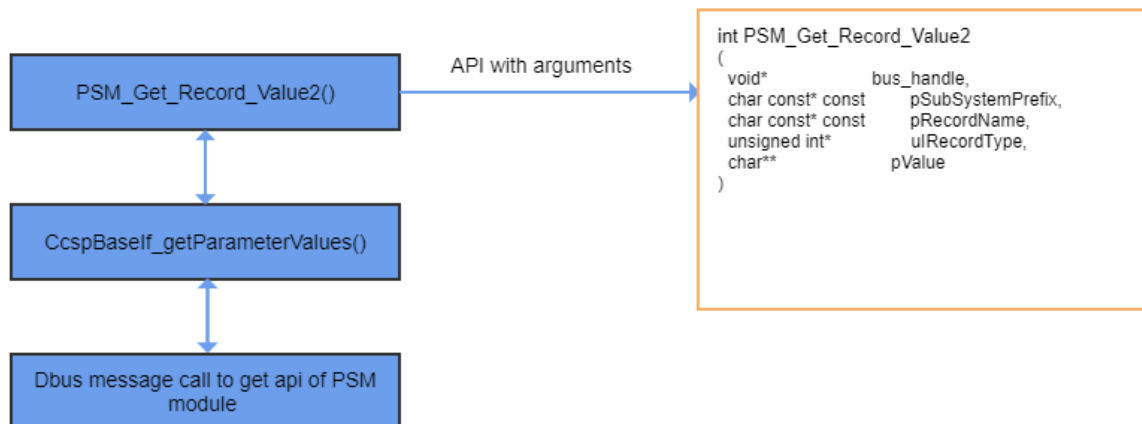 PSM_Get_Record_Value2()
API with arguments
int PSM_Get_Record_Value2
(
void* bus_handle,
char const* const pSubSystemPrefix,
char const* const pRecordName,
unsigned int* ulRecordType,
char** pValue
)
CcspBaseIf_getParameterValues()
Dbus message call to get api of PSM
module